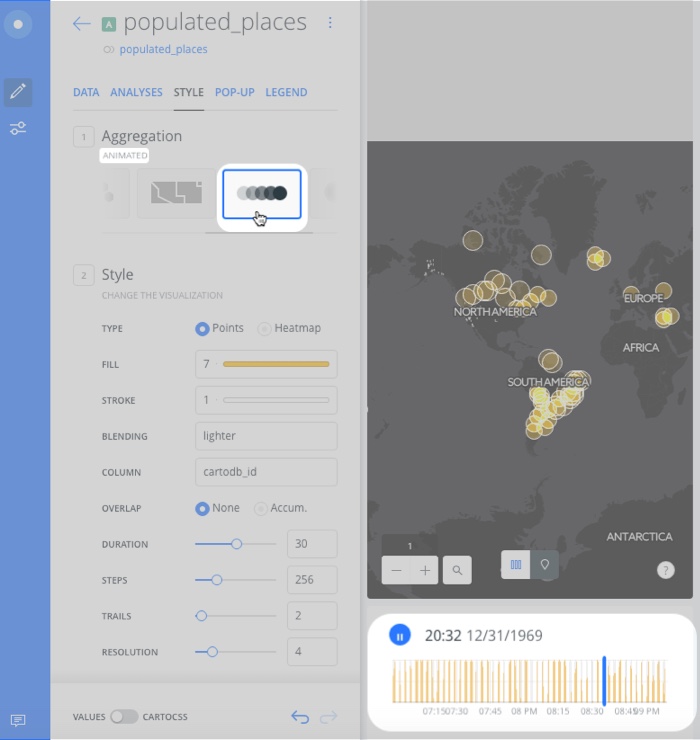 A populated_places
populated_places
DATA ANALYSES STYLE POP-UP LEGEND
1 Aggregation
ANIMATED
2 Style
CHANGE THE VISUALIZATION
TYPE Points Heatmap
FILL 7
STROKE 1
BLENDING lighter
COLUMN cartodb_id
OVERLAP None Accum.
DURATION 30
STEPS 256
TRAILS 2
RESOLUTION 4
VALUES CARTOCSS
NORTH AMERICA
EUROPE
AFRICA
SOUTH AMERICA
ANTARCTICA
1
− +
?
20:32 12/31/1969
07:15 07:30 07:45 08 PM 08:15 08:30 08:45 09 PM